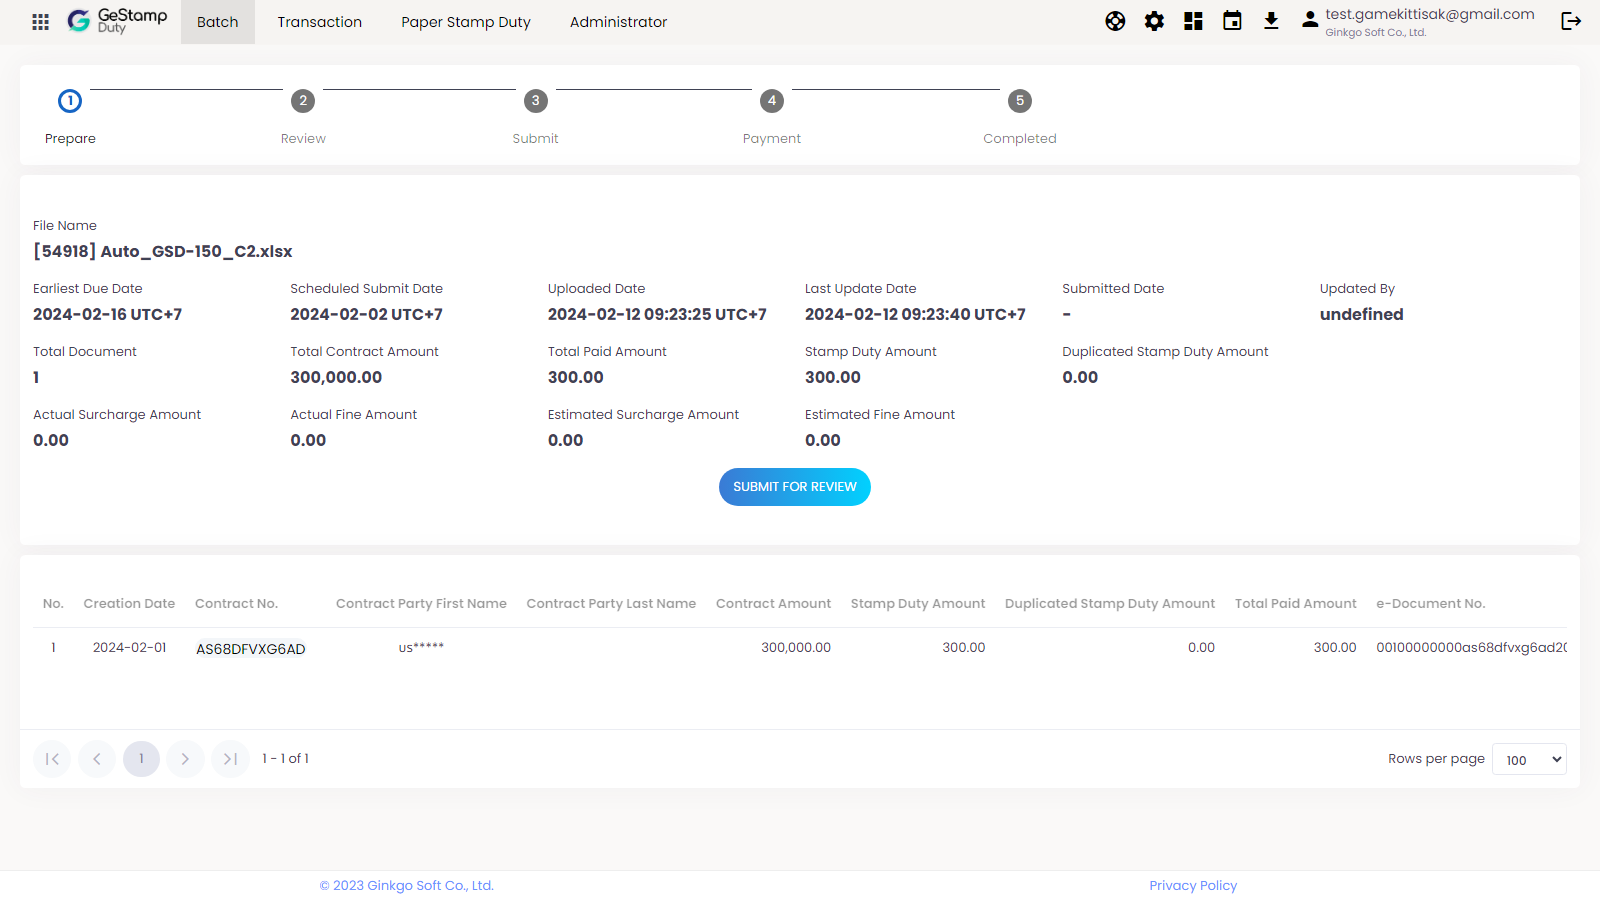 GeStamp
Duty
Batch
Transaction
Paper Stamp Duty
Administrator
test.gamekittisak@gmail.com
Ginkgo Soft Co., Ltd.
1
2
3
4
5
Prepare
Review
Submit
Payment
Completed
File Name
[54918] Auto_GSD-150_C2.xlsx
Earliest Due Date
Scheduled Submit Date
Uploaded Date
Last Update Date
Submitted Date
Updated By
2024-02-16 UTC+7
2024-02-02 UTC+7
2024-02-12 09:23:25 UTC+7
2024-02-12 09:23:40 UTC+7
-
undefined
Total Document
Total Contract Amount
Total Paid Amount
Stamp Duty Amount
Duplicated Stamp Duty Amount
1
300,000.00
300.00
300.00
0.00
Actual Surcharge Amount
Actual Fine Amount
Estimated Surcharge Amount
Estimated Fine Amount
0.00
0.00
0.00
0.00
SUBMIT FOR REVIEW
No.
Creation Date
Contract No.
Contract Party First Name
Contract Party Last Name
Contract Amount
Stamp Duty Amount
Duplicated Stamp Duty Amount
Total Paid Amount
e-Document No.
1
2024-02-01
AS68DFVXG6AD
us*****
300,000.00
300.00
0.00
300.00
00100000000as68dfvxg6ad20
1
1 - 1 of 1
Rows per page
100
© 2023 Ginkgo Soft Co., Ltd.
Privacy Policy